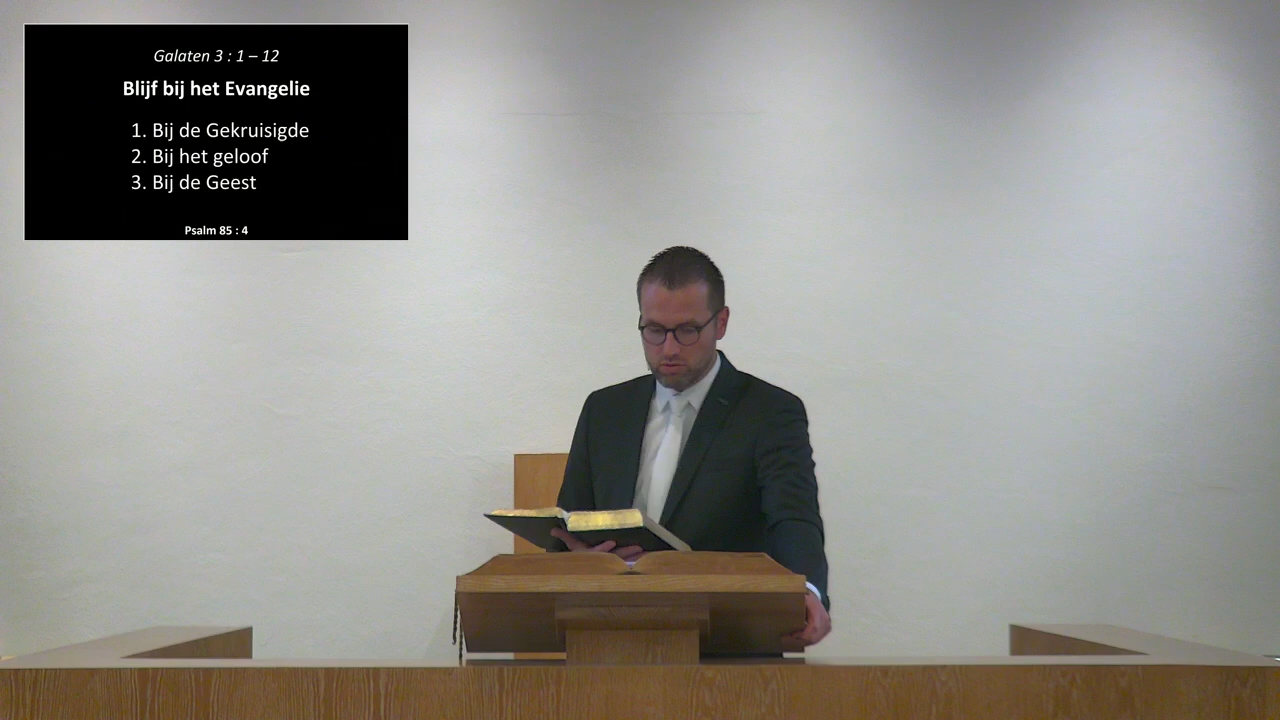 Galaten 3 : 1 – 12
Blijf bij het Evangelie
1. Bij de Gekruisigde
2. Bij het geloof
3. Bij de Geest
Psalm 85 : 4